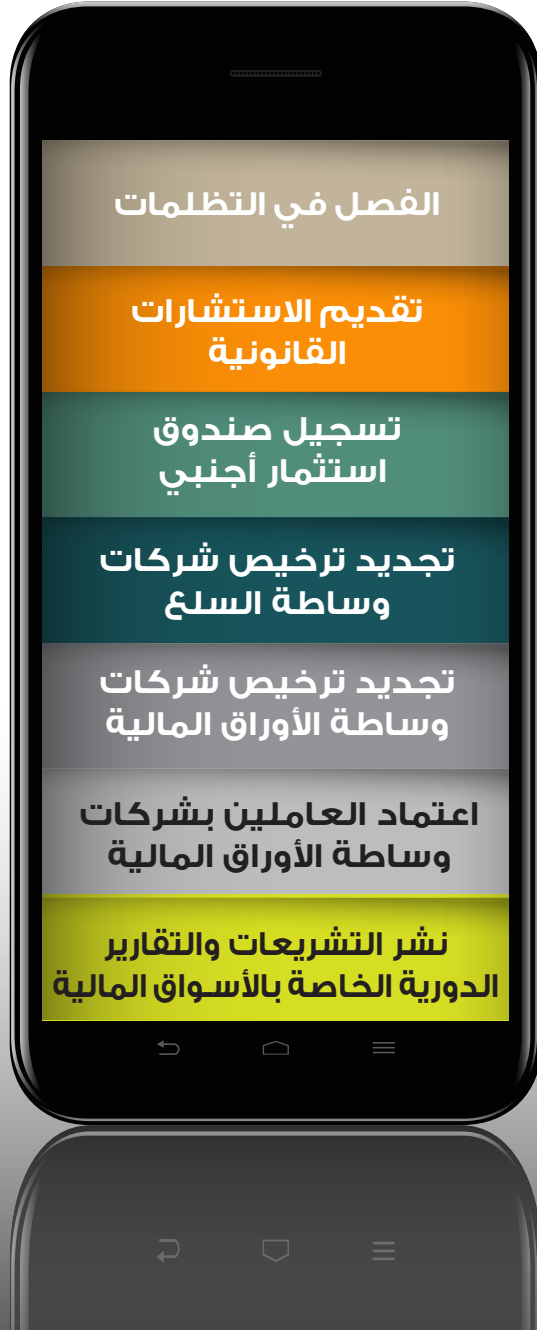 الفصل في التظلمات
تقديم الاستشارات
القانونية
تسجيل صندوق
استثمار أجنبي
تجديد ترخيص شركات
وساطة السلع
تجديد ترخيص شركات
وساطة الأوراق المالية
اعتماد العاملين بشركات
وساطة الأوراق المالية
نشر التشريعات والتقارير
الدورية الخاصة بالأسواق المالية